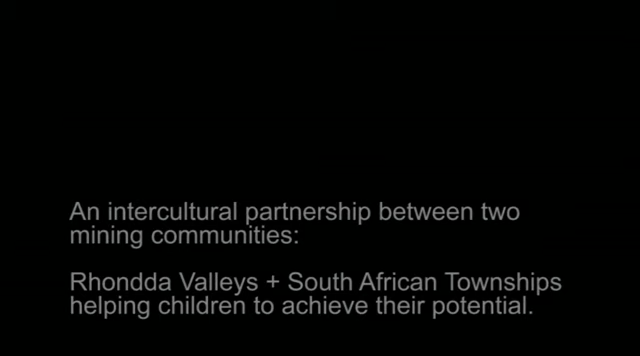 An intercultural partnership between two
mining communities:
Rhondda Valleys + South African Townships
helping children to achieve their potential.